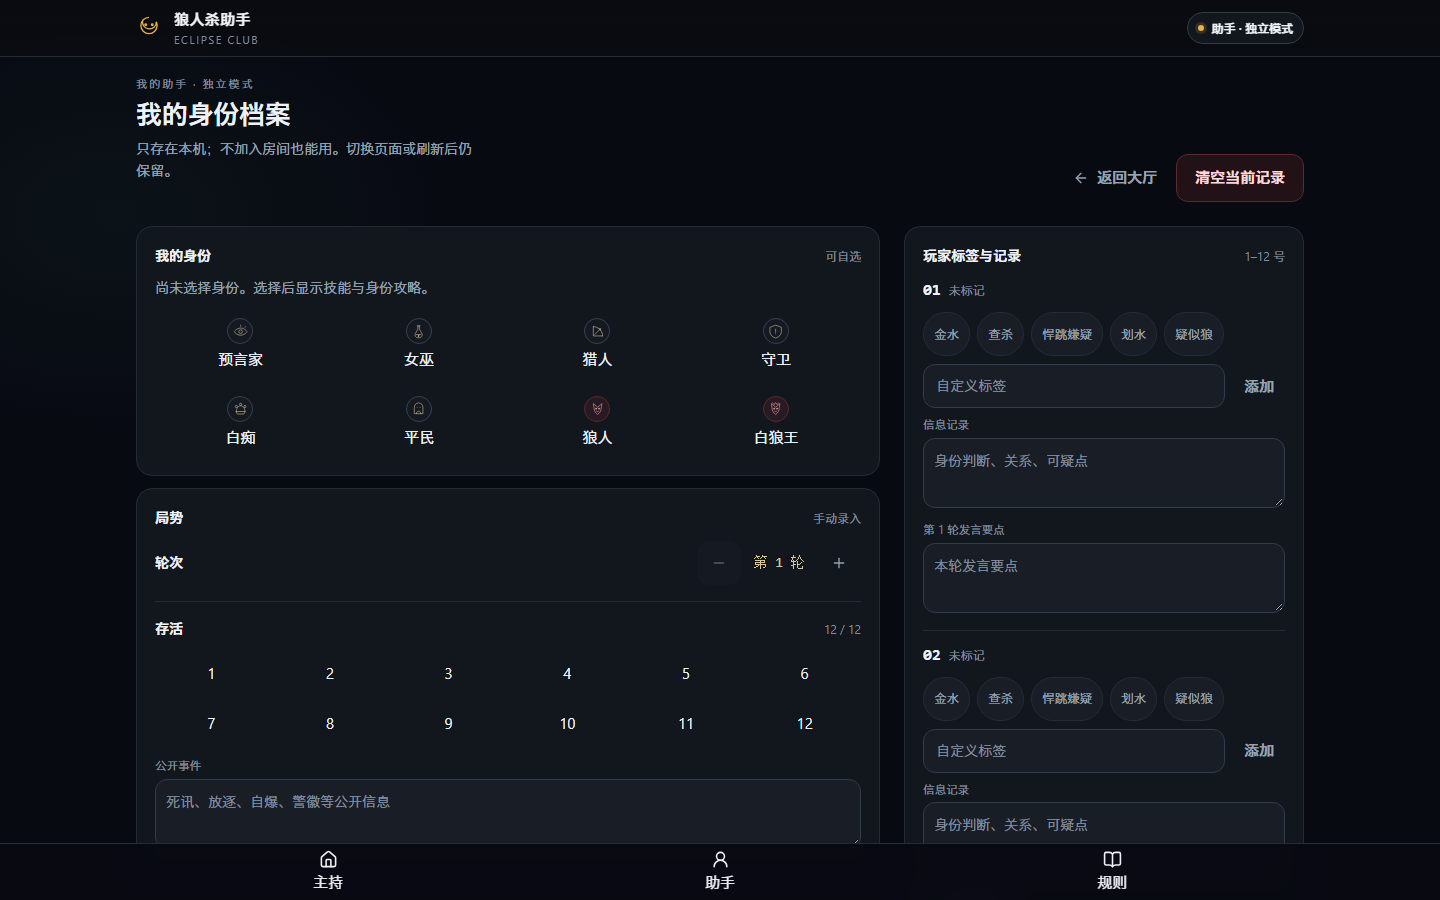 狼人杀助手
ECLIPSE CLUB
助手 · 独立模式
我的助手 · 独立模式
我的身份档案
只存在本机；不加入房间也能用。切换页面或刷新后仍
保留。
返回大厅
清空当前记录
我的身份
可自选
尚未选择身份。选择后显示技能与身份攻略。
预言家
女巫
猎人
守卫
白痴
平民
狼人
白狼王
局势
手动录入
轮次
− 第 1 轮 +
存活
12 / 12
1 2 3 4 5 6
7 8 9 10 11 12
公开事件
死讯、放逐、自爆、警徽等公开信息
玩家标签与记录
1–12 号
01 未标记
金水 查杀 悍跳嫌疑 划水 疑似狼
自定义标签 添加
信息记录
身份判断、关系、可疑点
第 1 轮发言要点
本轮发言要点
02 未标记
金水 查杀 悍跳嫌疑 划水 疑似狼
自定义标签 添加
信息记录
身份判断、关系、可疑点
主持
助手
规则